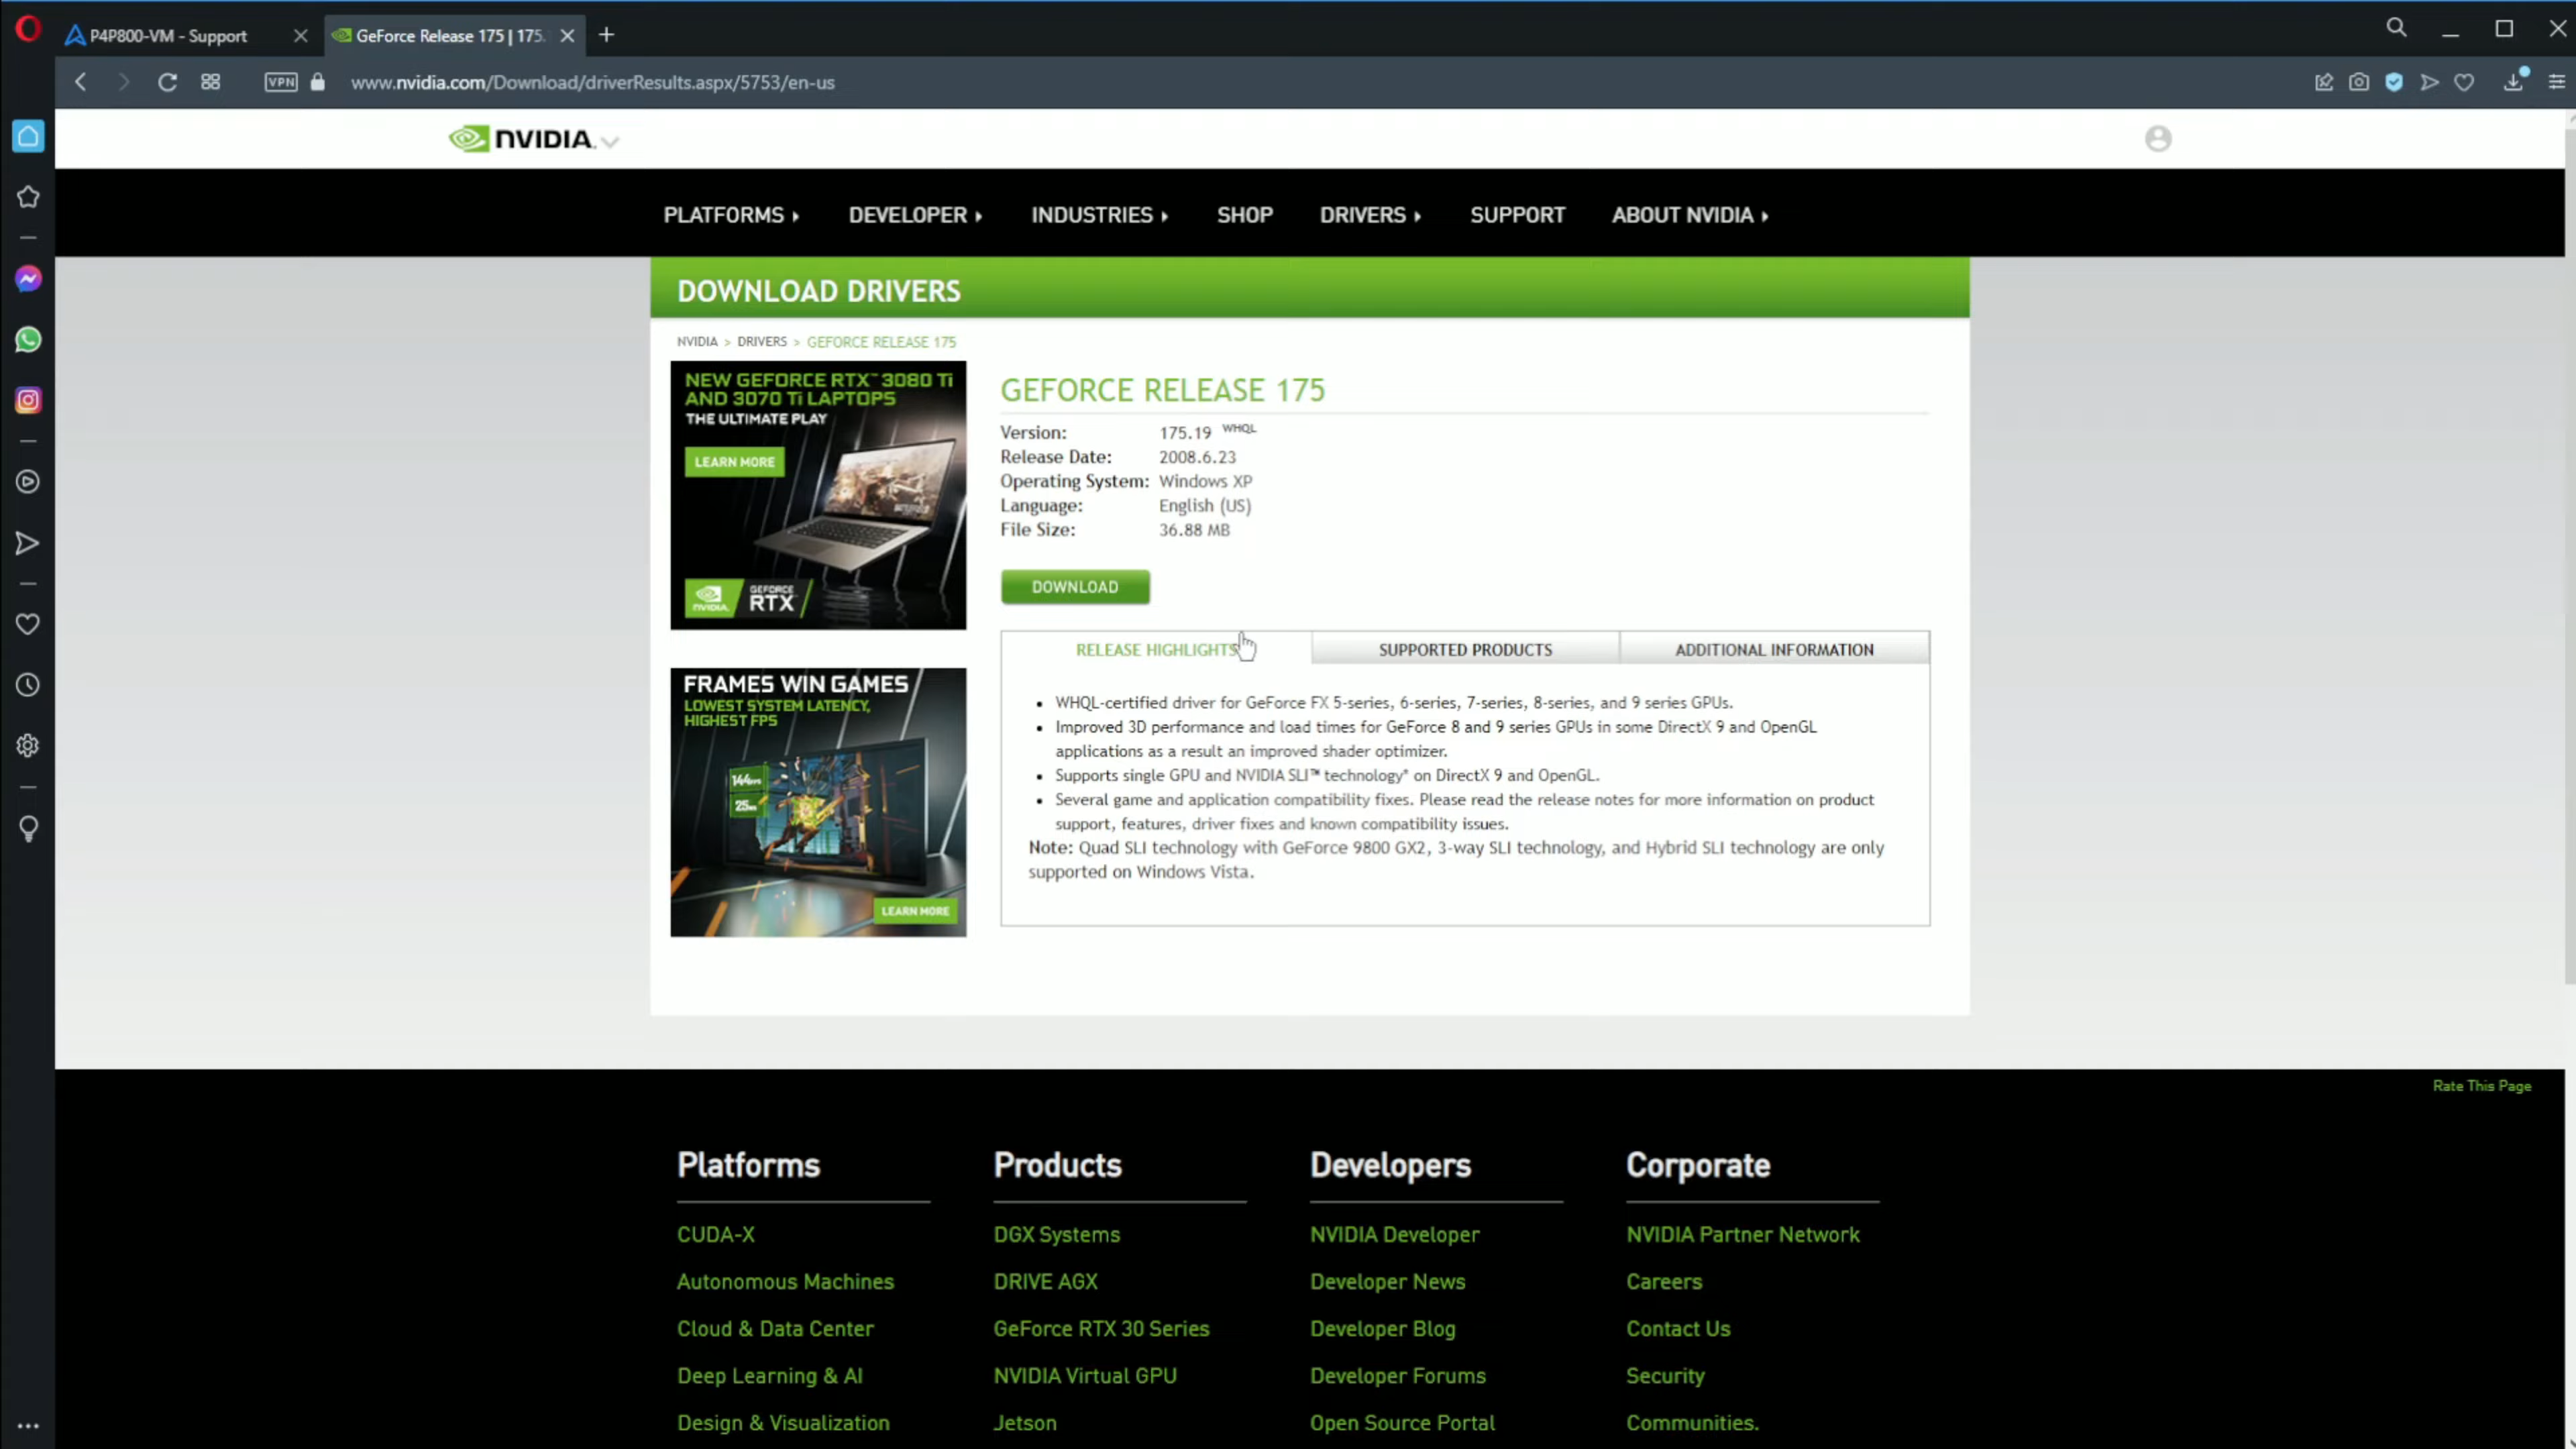 P4P800-VM - Support
GeForce Release 175 | 175.
VPN
www.nvidia.com/Download/driverResults.aspx/5753/en-us
NVIDIA.
PLATFORMS
DEVELOPER
INDUSTRIES
SHOP
DRIVERS
SUPPORT
ABOUT NVIDIA
DOWNLOAD DRIVERS
NVIDIA > DRIVERS > GEFORCE RELEASE 175
NEW GEFORCE RTX™ 3080 Ti
AND 3070 Ti LAPTOPS
THE ULTIMATE PLAY
LEARN MORE
NVIDIA.
GEFORCE
RTX
GEFORCE RELEASE 175
Version: 175.19 WHQL
Release Date: 2008.6.23
Operating System: Windows XP
Language: English (US)
File Size: 36.88 MB
DOWNLOAD
RELEASE HIGHLIGHTS
SUPPORTED PRODUCTS
ADDITIONAL INFORMATION
FRAMES WIN GAMES
LOWEST SYSTEM LATENCY,
HIGHEST FPS
LEARN MORE
• WHQL-certified driver for GeForce FX 5-series, 6-series, 7-series, 8-series, and 9 series GPUs.
• Improved 3D performance and load times for GeForce 8 and 9 series GPUs in some DirectX 9 and OpenGL
applications as a result an improved shader optimizer.
• Supports single GPU and NVIDIA SLI™ technology* on DirectX 9 and OpenGL.
• Several game and application compatibility fixes. Please read the release notes for more information on product
support, features, driver fixes and known compatibility issues.
Note: Quad SLI technology with GeForce 9800 GX2, 3-way SLI technology, and Hybrid SLI technology are only
supported on Windows Vista.
Rate This Page
Platforms
CUDA-X
Autonomous Machines
Cloud & Data Center
Deep Learning & AI
Design & Visualization
Products
DGX Systems
DRIVE AGX
GeForce RTX 30 Series
NVIDIA Virtual GPU
Jetson
Developers
NVIDIA Developer
Developer News
Developer Blog
Developer Forums
Open Source Portal
Corporate
NVIDIA Partner Network
Careers
Contact Us
Security
Communities.